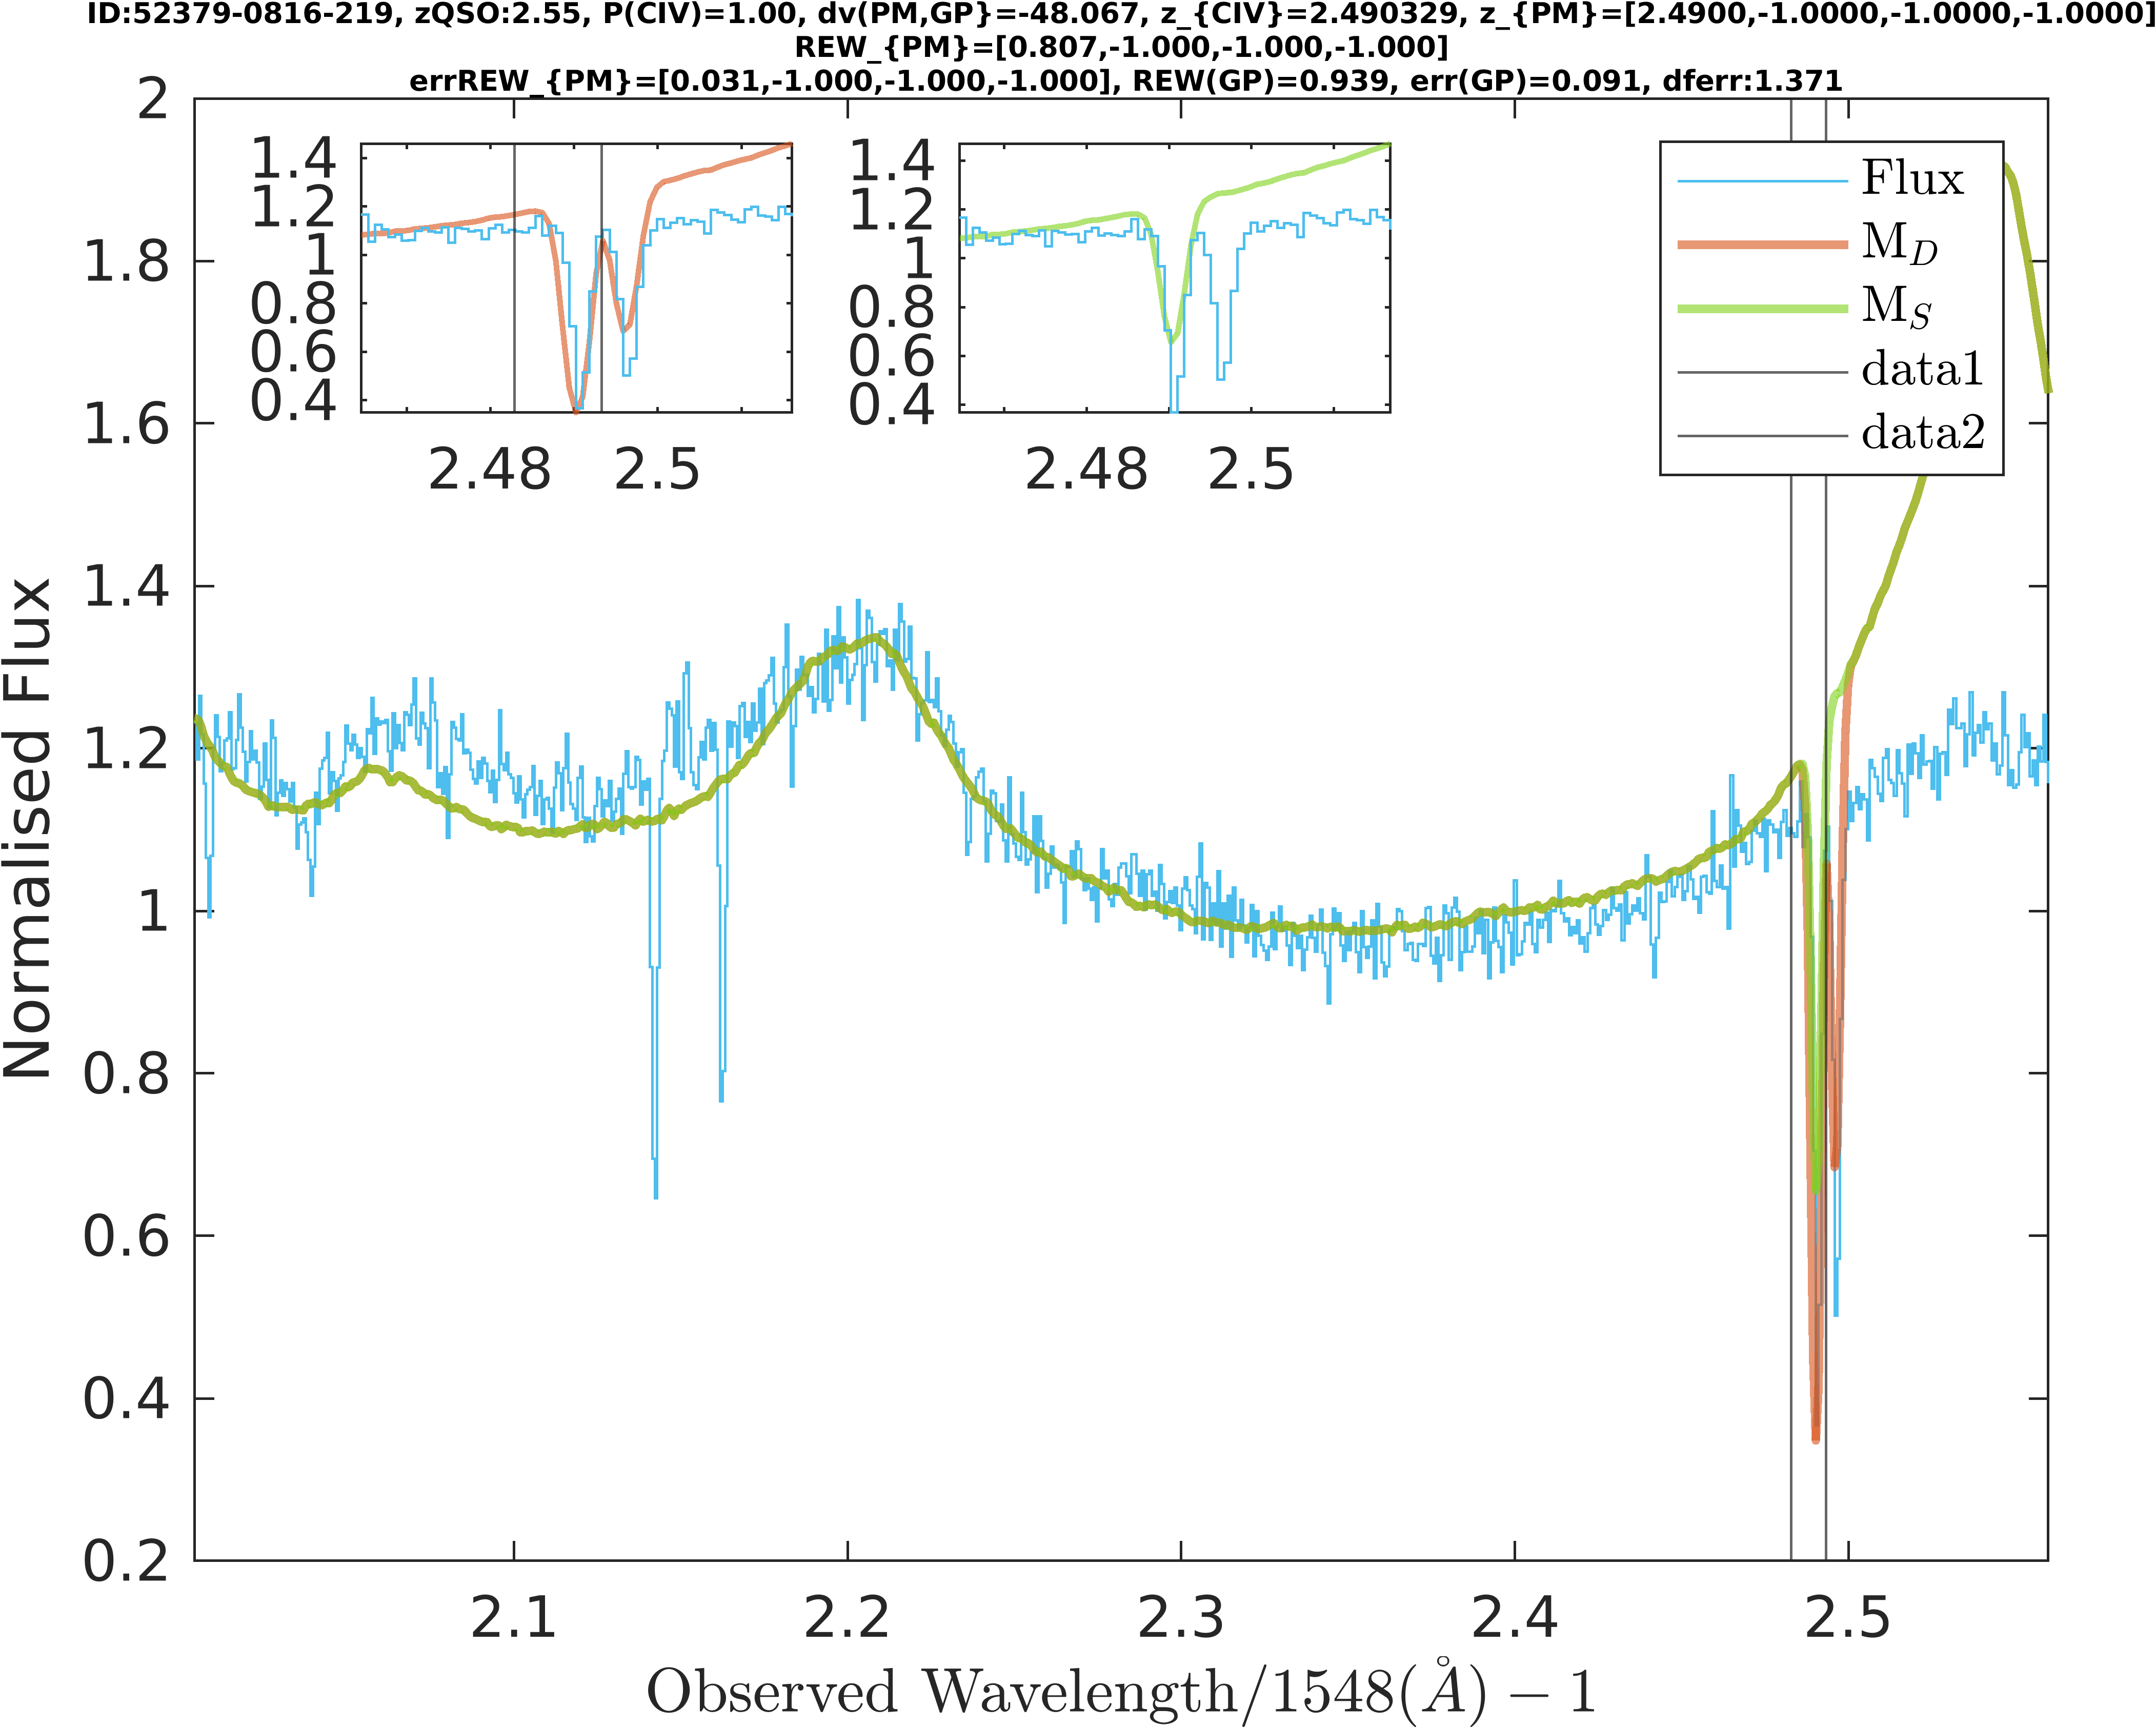 ID:52379-0816-219, zQSO:2.55, P(CIV)=1.00, dv(PM,GP}=-48.067, z_{CIV}=2.490329, z_{PM}=[2.4900,-1.0000,-1.0000,-1.0000]
REW_{PM}=[0.807,-1.000,-1.000,-1.000]
errREW_{PM}=[0.031,-1.000,-1.000,-1.000], REW(GP)=0.939, err(GP)=0.091, dferr:1.371
2
1.8
1.6
1.4
1.2
1
0.8
0.6
0.4
0.2
Normalised Flux
1.4
1.2
1
0.8
0.6
0.4
2.48 2.5
1.4
1.2
1
0.8
0.6
0.4
2.48 2.5
Flux
M_D
M_S
data1
data2
2.1 2.2 2.3 2.4 2.5
Observed Wavelength/1548(Å) − 1